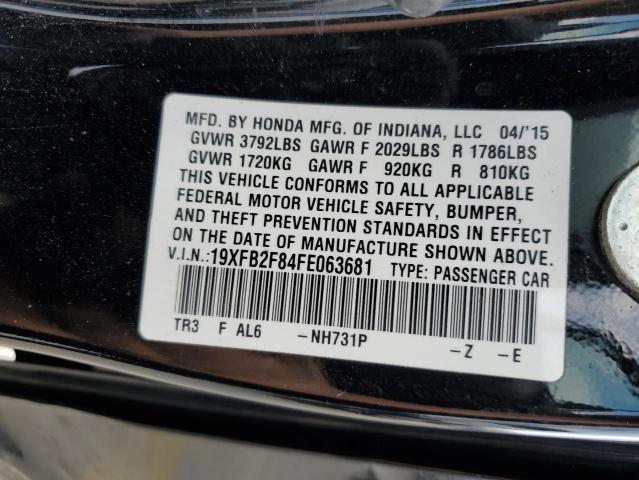 MFD. BY HONDA MFG. OF INDIANA, LLC 04/'15
GVWR 3792LBS GAWR F 2029LBS R 1786LBS
GVWR 1720KG GAWR F 920KG R 810KG
THIS VEHICLE CONFORMS TO ALL APPLICABLE
FEDERAL MOTOR VEHICLE SAFETY, BUMPER,
AND THEFT PREVENTION STANDARDS IN EFFECT
ON THE DATE OF MANUFACTURE SHOWN ABOVE.
V.I.N.:19XFB2F84FE063681 TYPE: PASSENGER CAR
TR3 F AL6 -NH731P -Z -E